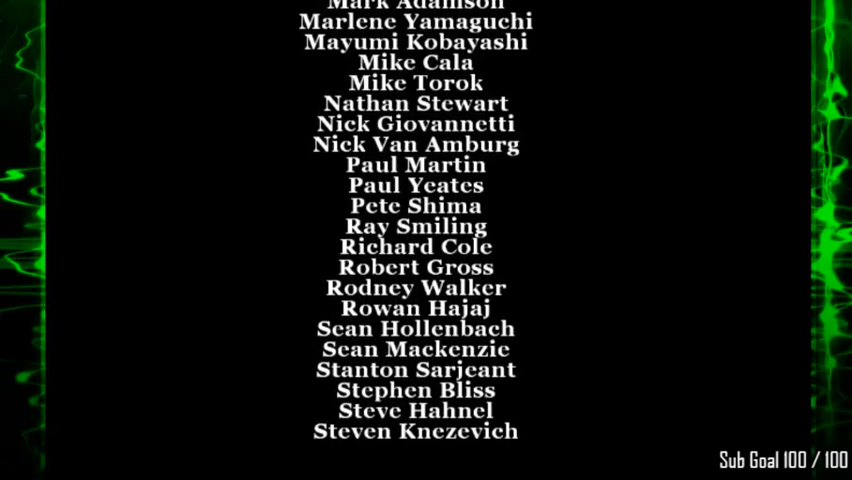 Mark Adamson
Marlene Yamaguchi
Mayumi Kobayashi
Mike Cala
Mike Torok
Nathan Stewart
Nick Giovannetti
Nick Van Amburg
Paul Martin
Paul Yeates
Pete Shima
Ray Smiling
Richard Cole
Robert Gross
Rodney Walker
Rowan Hajaj
Sean Hollenbach
Sean Mackenzie
Stanton Sarjeant
Stephen Bliss
Steve Hahnel
Steven Knezevich
Sub Goal 100 / 100